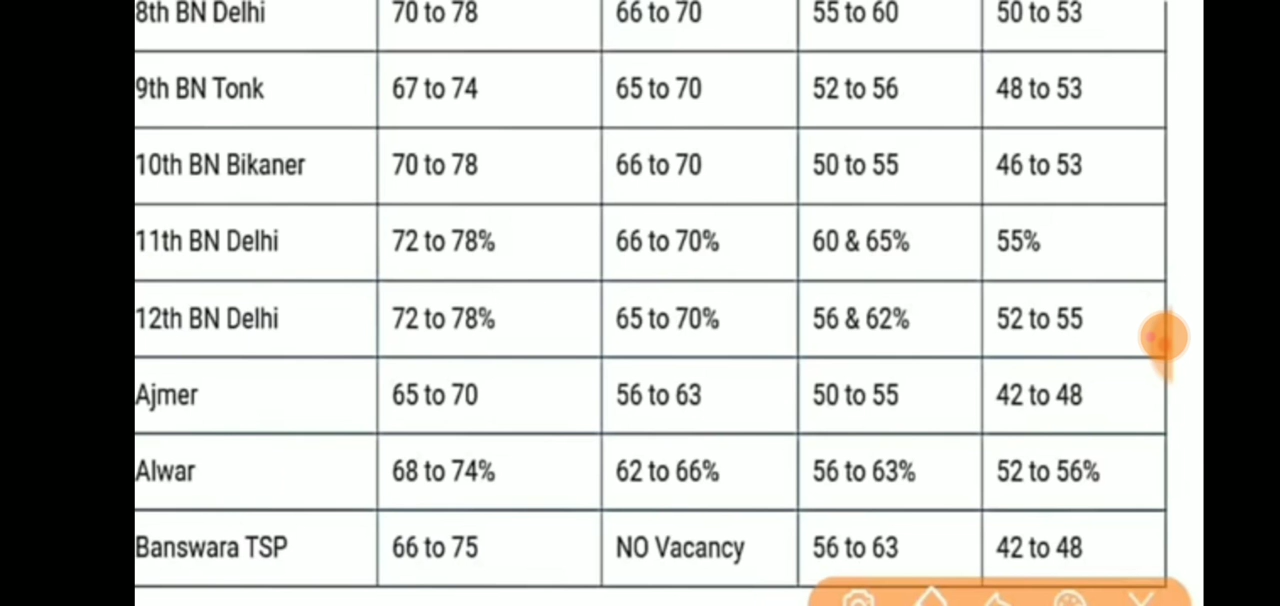 8th BN Delhi 70 to 78 66 to 70 55 to 60 50 to 53
9th BN Tonk 67 to 74 65 to 70 52 to 56 48 to 53
10th BN Bikaner 70 to 78 66 to 70 50 to 55 46 to 53
11th BN Delhi 72 to 78% 66 to 70% 60 & 65% 55%
12th BN Delhi 72 to 78% 65 to 70% 56 & 62% 52 to 55
Ajmer 65 to 70 56 to 63 50 to 55 42 to 48
Alwar 68 to 74% 62 to 66% 56 to 63% 52 to 56%
Banswara TSP 66 to 75 NO Vacancy 56 to 63 42 to 48